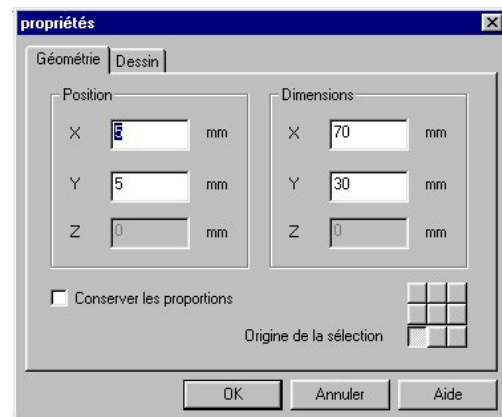 propriétés
Géométrie Dessin
Position
X 5 mm
Y 5 mm
Z 0 mm
Dimensions
X 70 mm
Y 30 mm
Z 0 mm
Conserver les proportions
Origine de la sélection
OK Annuler Aide